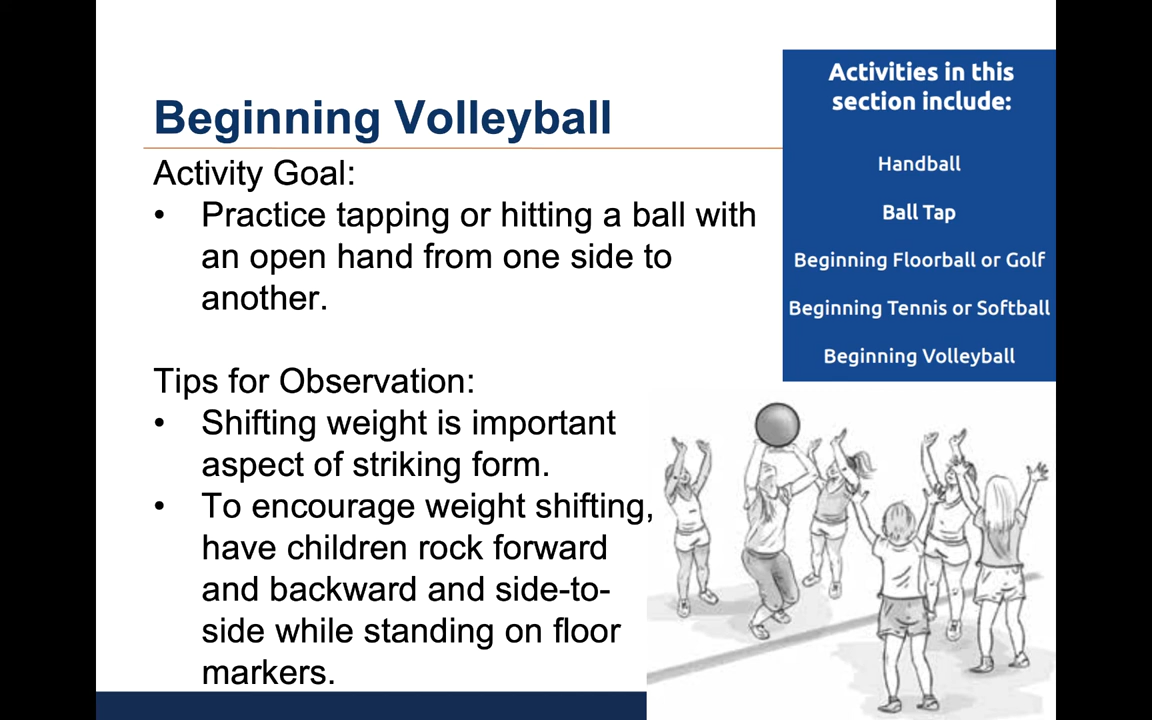 Beginning Volleyball
Activity Goal:
• Practice tapping or hitting a ball with
an open hand from one side to
another.
Tips for Observation:
• Shifting weight is important
aspect of striking form.
• To encourage weight shifting,
have children rock forward
and backward and side-to-
side while standing on floor
markers.
Activities in this
section include:
Handball
Ball Tap
Beginning Floorball or Golf
Beginning Tennis or Softball
Beginning Volleyball